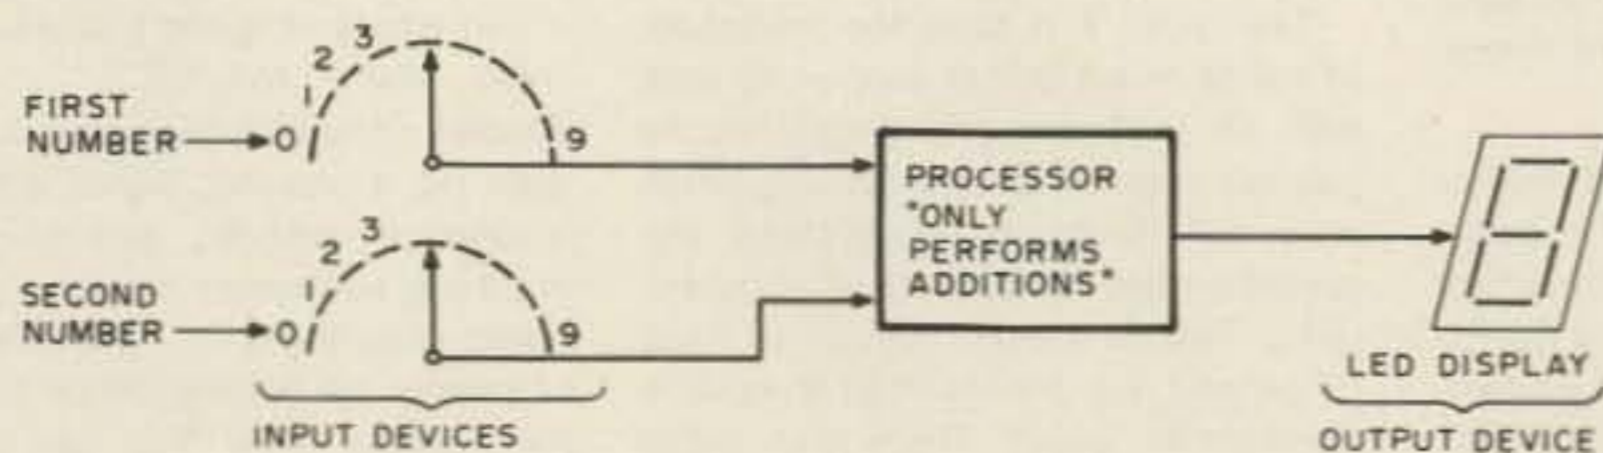 FIRST
NUMBER
0
1
2
3
9
SECOND
NUMBER
0
1
2
3
9
INPUT DEVICES
PROCESSOR
"ONLY
PERFORMS
ADDITIONS"
LED DISPLAY
OUTPUT DEVICE